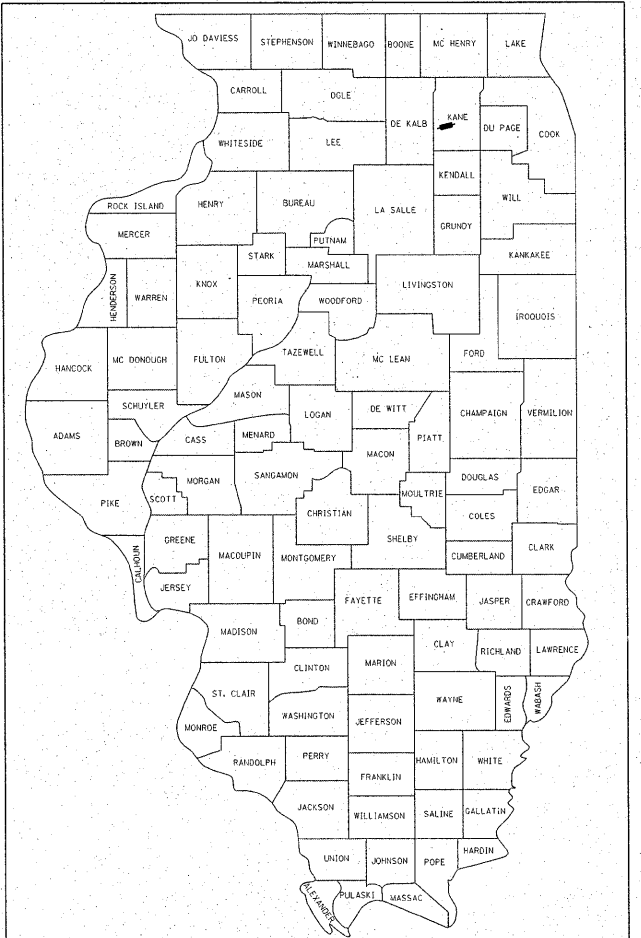 JO DAVIESS STEPHENSON WINNEBAGO BOONE MC HENRY LAKE
CARROLL OGLE DE KALB KANE DU PAGE COOK
WHITESIDE LEE
KENDALL
ROCK ISLAND HENRY BUREAU LA SALLE WILL
MERCER PUTNAM GRUNDY
STARK MARSHALL KANKAKEE
HENDERSON WARREN KNOX PEORIA WOODFORD LIVINGSTON IROQUOIS
HANCOCK MC DONOUGH FULTON TAZEWELL MC LEAN FORD
SCHUYLER MASON LOGAN DE WITT CHAMPAIGN VERMILION
ADAMS BROWN CASS MENARD MACON PIATT
PIKE SCOTT MORGAN SANGAMON MOULTRIE DOUGLAS EDGAR
CHRISTIAN COLES
CALHOUN GREENE MACOUPIN MONTGOMERY SHELBY CUMBERLAND CLARK
JERSEY FAYETTE EFFINGHAM JASPER CRAWFORD
MADISON BOND CLAY RICHLAND LAWRENCE
CLINTON MARION
ST. CLAIR WAYNE EDWARDS WABASH
MONROE WASHINGTON JEFFERSON
RANDOLPH PERRY HAMILTON WHITE
FRANKLIN
JACKSON WILLIAMSON SALINE GALLATIN
UNION JOHNSON POPE HARDIN
ALEXANDER PULASKI MASSAC